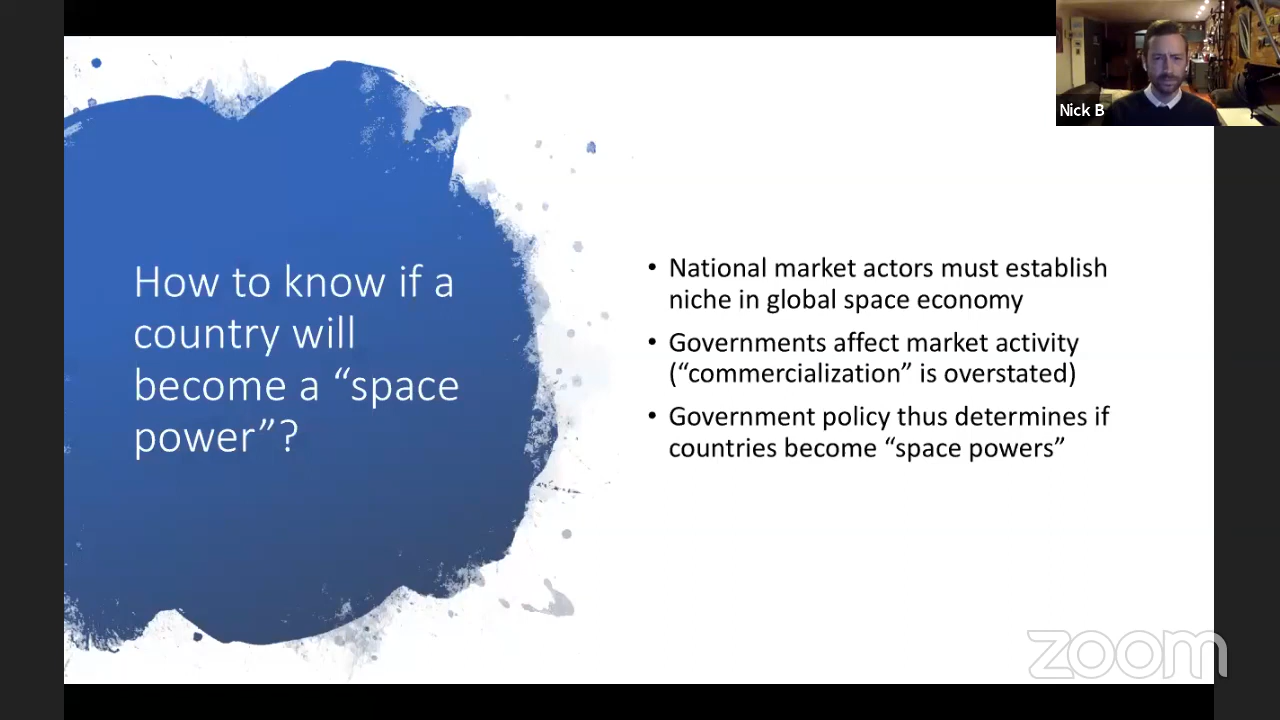 How to know if a
country will
become a “space
power”?
• National market actors must establish
niche in global space economy
• Governments affect market activity
(“commercialization” is overstated)
• Government policy thus determines if
countries become “space powers”
Nick B
zoom